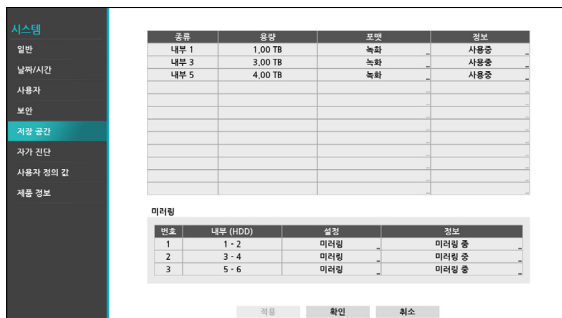 시스템
일반
날짜/시간
사용자
보안
저장 공간
자가 진단
사용자 정의 값
제품 정보
종류 용량 포맷 정보
내부 1 1,00 TB 녹화 사용중
내부 3 3,00 TB 녹화 사용중
내부 5 4,00 TB 녹화 사용중
미러링
번호 내부 (HDD) 설정 정보
1 1 - 2 미러링 미러링 중
2 3 - 4 미러링 미러링 중
3 5 - 6 미러링 미러링 중
적용 확인 취소